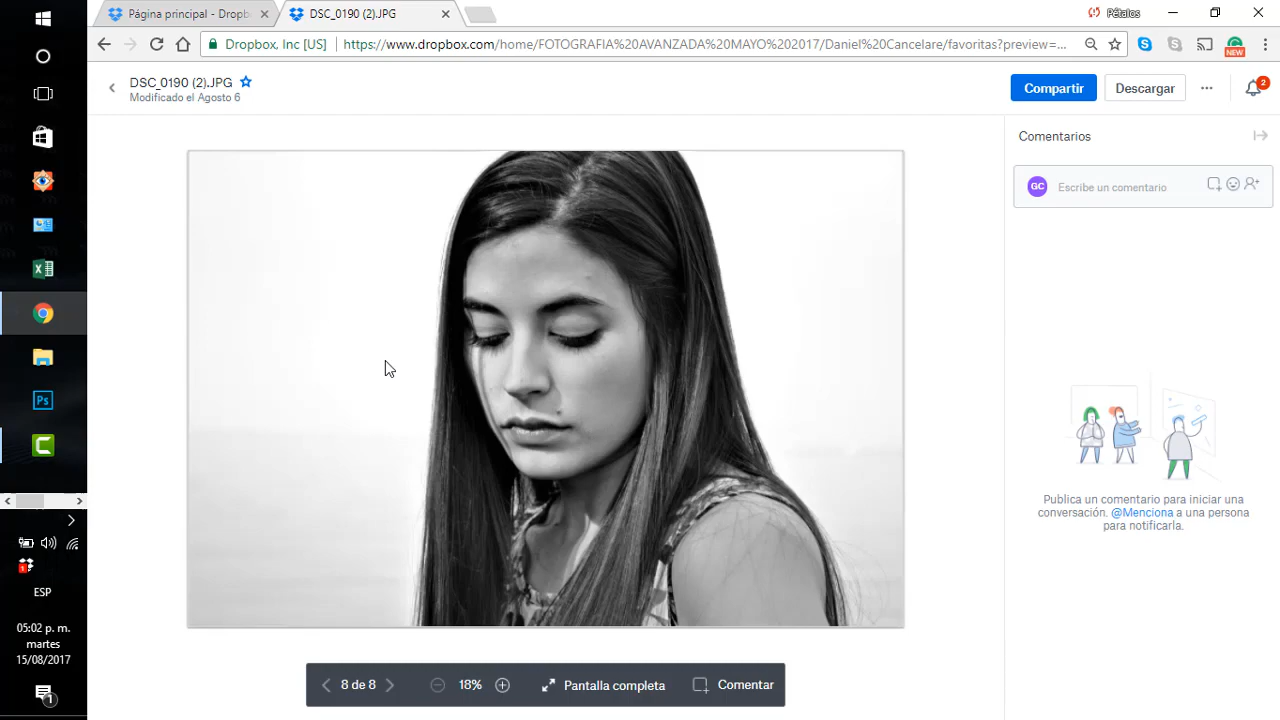 Página principal - Dropb
DSC_0190 (2).JPG
Pétalos
Dropbox, Inc [US]
https://www.dropbox.com/home/FOTOGRAFIA%20AVANZADA%20MAYO%202017/Daniel%20Cancelare/favoritas?preview=...
NEW
DSC_0190 (2).JPG
Modificado el Agosto 6
Compartir
Descargar
2
Comentarios
GC
Escribe un comentario
Publica un comentario para iniciar una
conversación. @Menciona a una persona
para notificarla.
8 de 8
18%
Pantalla completa
Comentar
Ps
1
ESP
05:02 p. m.
martes
15/08/2017
1